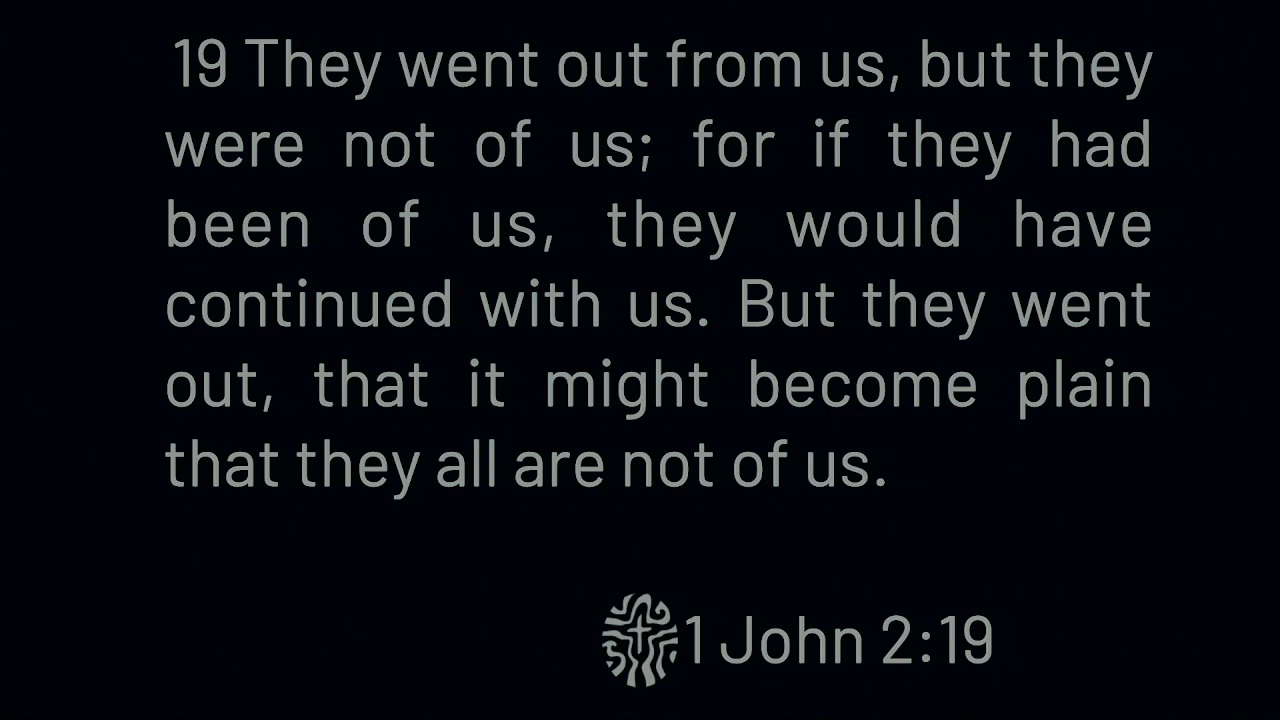 19 They went out from us, but they
were not of us; for if they had
been of us, they would have
continued with us. But they went
out, that it might become plain
that they all are not of us.
1 John 2:19